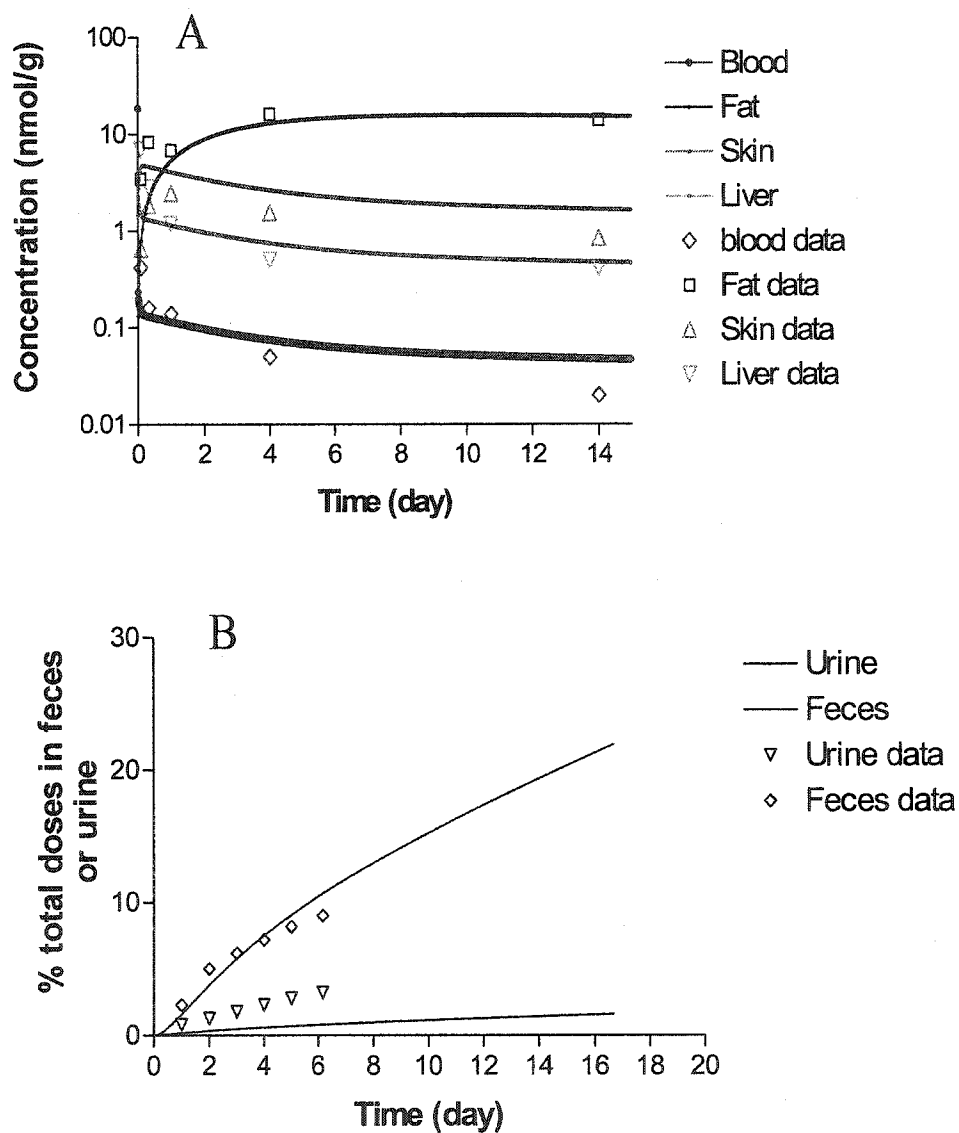 A
Concentration (nmol/g)
100
10
1
0.1
0.01
0 2 4 6 8 10 12 14
Time (day)
Blood
Fat
Skin
Liver
blood data
Fat data
Skin data
Liver data
B
% total doses in feces
or urine
30
20
10
0
0 2 4 6 8 10 12 14 16 18 20
Time (day)
Urine
Feces
Urine data
Feces data